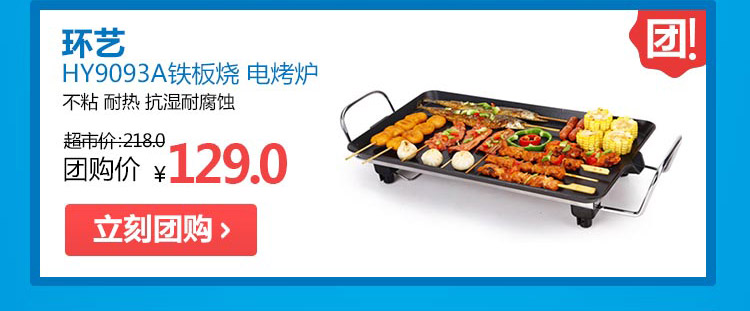 环艺
团!
HY9093A铁板烧 电烤炉
不粘 耐热 抗湿耐腐蚀
超市价:218.0
团购价 ¥129.0
立刻团购 ›